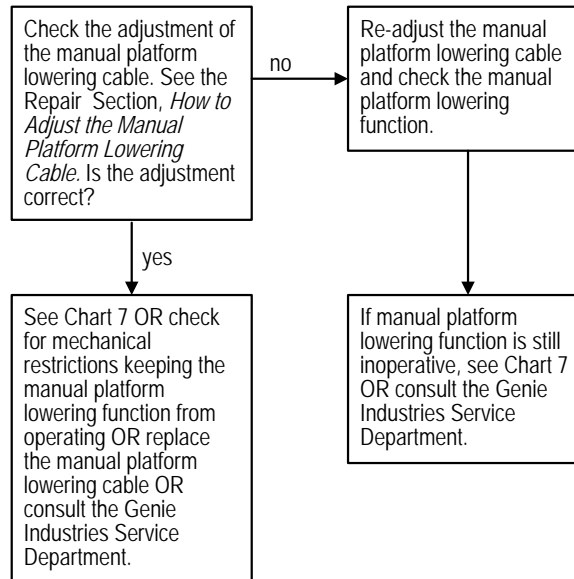 Check the adjustment of
the manual platform
lowering cable. See the
Repair Section, How to
Adjust the Manual
Platform Lowering
Cable. Is the adjustment
correct?
no
Re-adjust the manual
platform lowering cable
and check the manual
platform lowering
function.
yes
See Chart 7 OR check
for mechanical
restrictions keeping the
manual platform
lowering function from
operating OR replace
the manual platform
lowering cable OR
consult the Genie
Industries Service
Department.
If manual platform
lowering function is still
inoperative, see Chart 7
OR consult the Genie
Industries Service
Department.